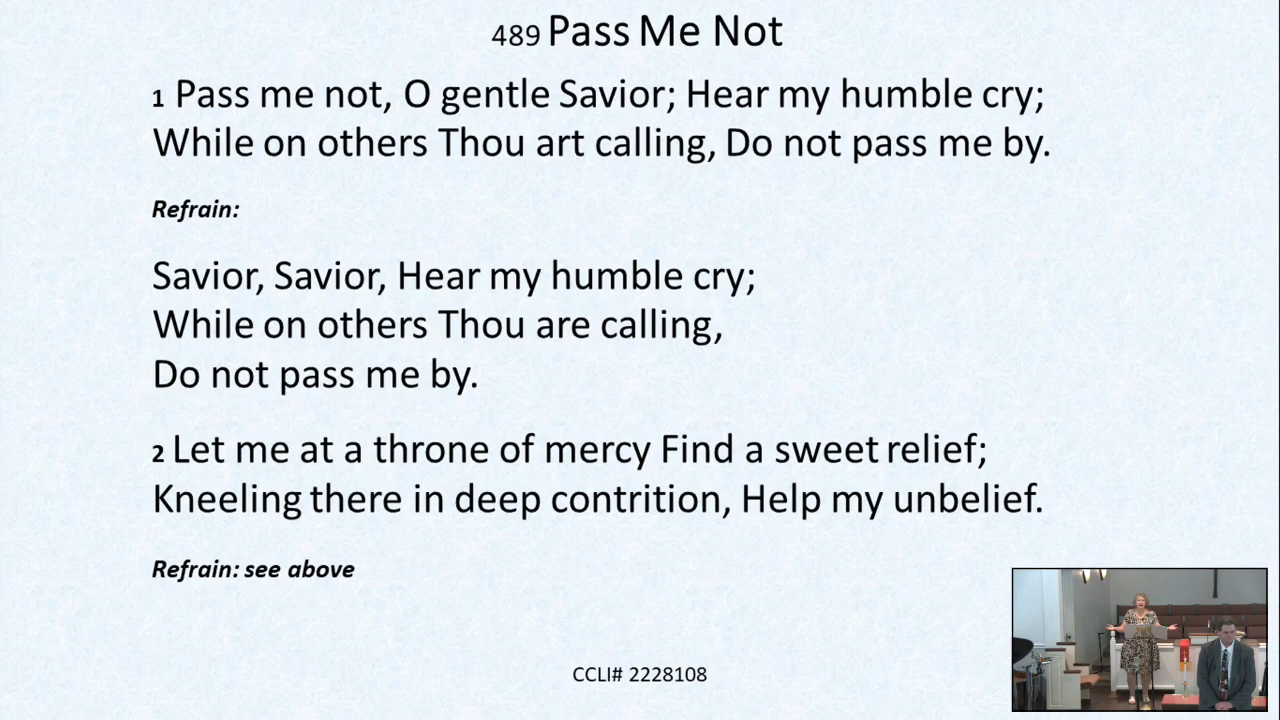 489 Pass Me Not
1 Pass me not, O gentle Savior; Hear my humble cry;
While on others Thou art calling, Do not pass me by.
Refrain:
Savior, Savior, Hear my humble cry;
While on others Thou are calling,
Do not pass me by.
2 Let me at a throne of mercy Find a sweet relief;
Kneeling there in deep contrition, Help my unbelief.
Refrain: see above
CCLI# 2228108